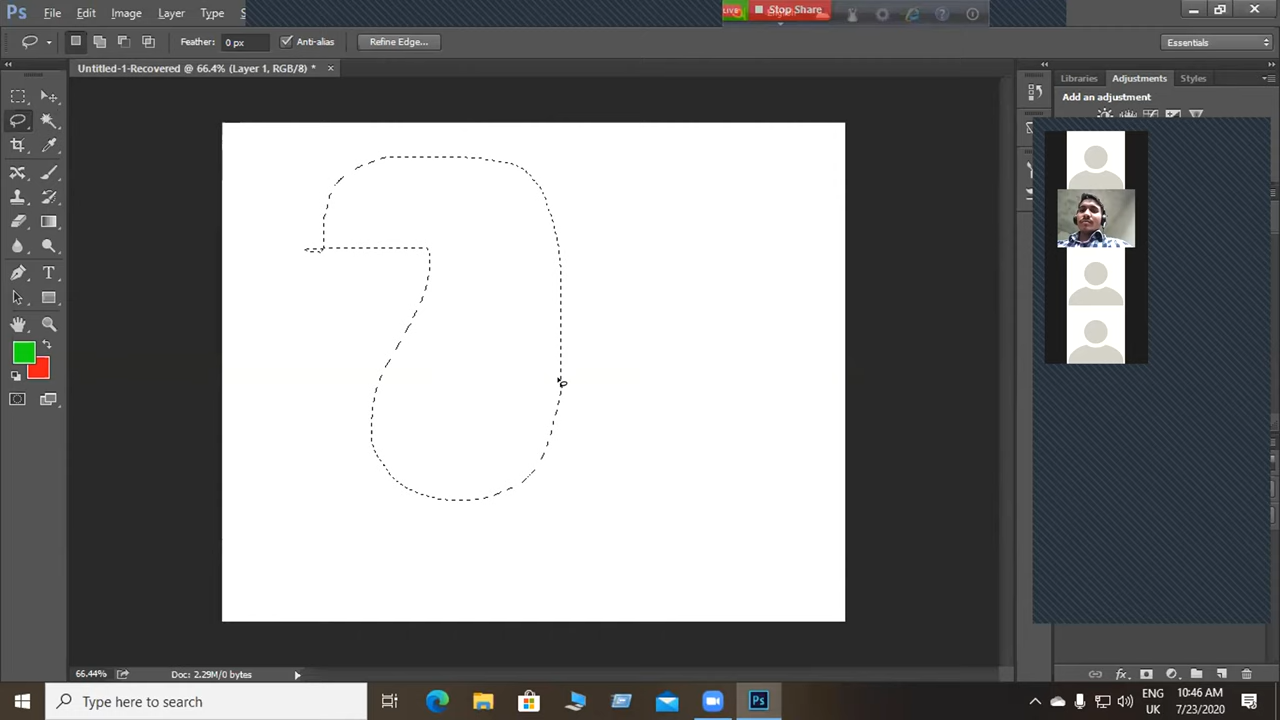 Ps File Edit Image Layer Type S
LIVE Stop Share
Feather: 0 px Anti-alias Refine Edge... Essentials
Untitled-1-Recovered @ 66.4% (Layer 1, RGB/8) * ×
Libraries Adjustments Styles
Add an adjustment
66.44% Doc: 2.29M/0 bytes
Type here to search
Ps
ENG
UK
10:46 AM
7/23/2020